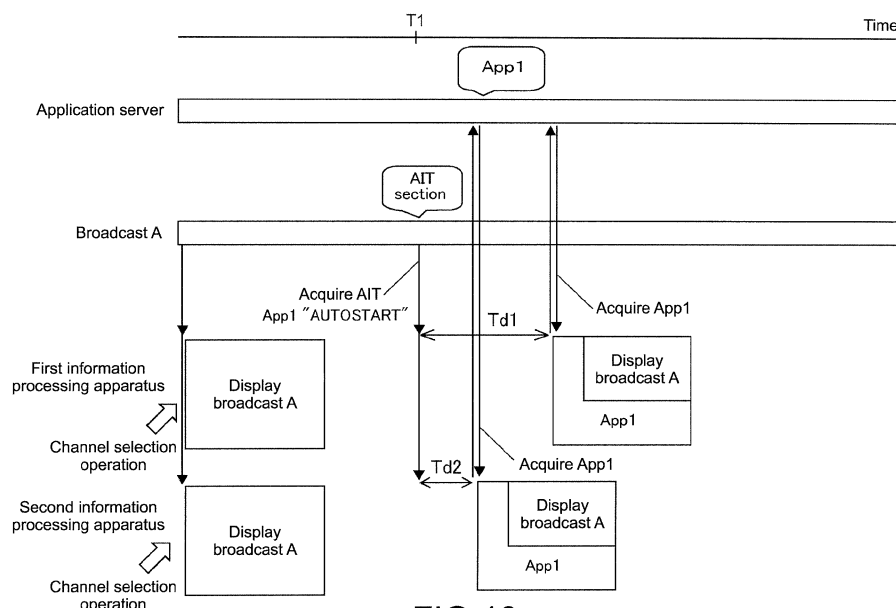 T1
Time
App1
Application server
AIT
section
Broadcast A
Acquire AIT
App1 "AUTOSTART"
Td1
Acquire App1
First information
processing apparatus
Channel selection
operation
Display
broadcast A
Display
broadcast A
App1
Td2
Acquire App1
Second information
processing apparatus
Channel selection
operation
Display
broadcast A
Display
broadcast A
App1